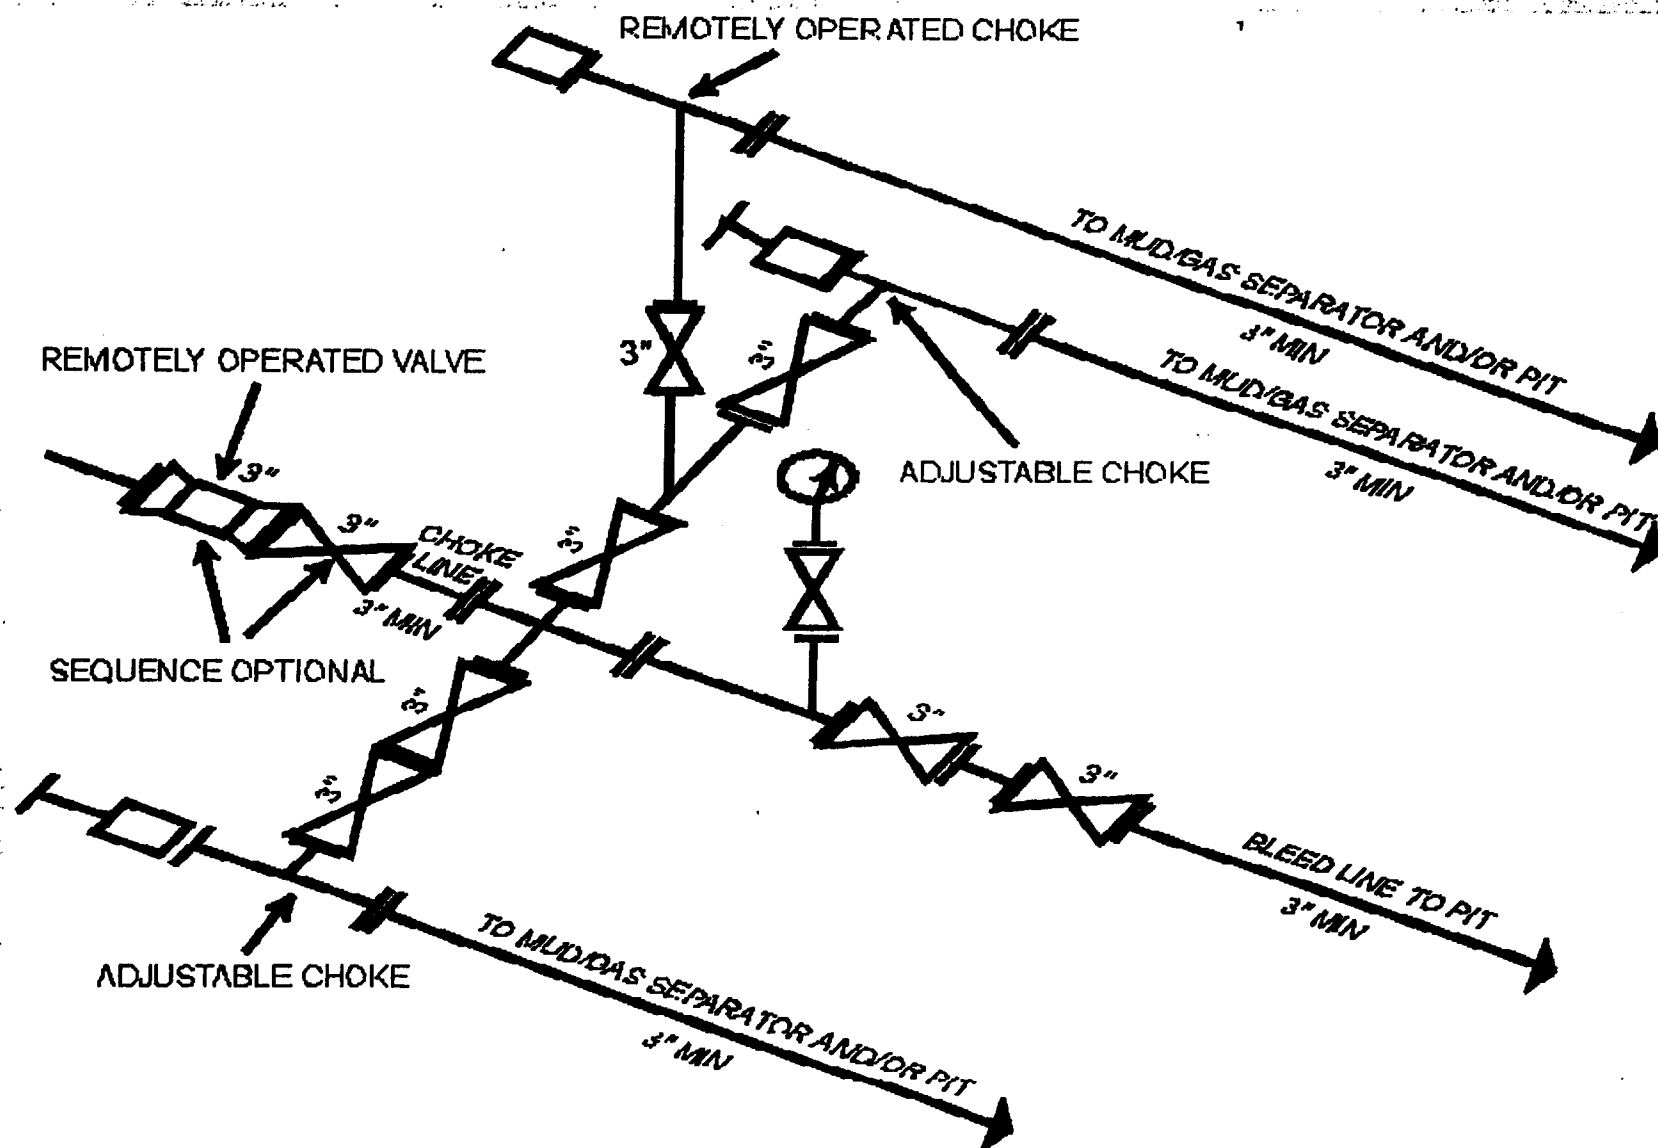 REMOTELY OPERATED CHOKE
TO MUD/GAS SEPARATOR AND/OR PIT
3" MIN
TO MUD/GAS SEPARATOR AND/OR PIT
3" MIN
3"
3"
REMOTELY OPERATED VALVE
3"
ADJUSTABLE CHOKE
3"
CHOKE
LINE
3"
3" MIN
SEQUENCE OPTIONAL
3"
3"
3"
3"
BLEED LINE TO PIT
3" MIN
ADJUSTABLE CHOKE
TO MUD/GAS SEPARATOR AND/OR PIT
3" MIN